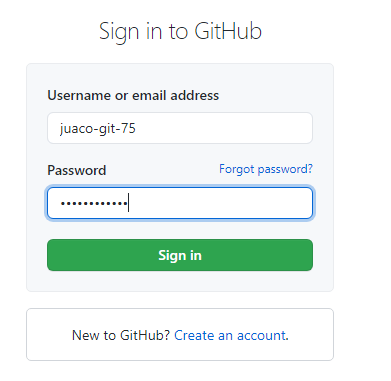 Sign in to GitHub
Username or email address
juaco-git-75
Password Forgot password?
••••••••••••
Sign in
New to GitHub? Create an account.